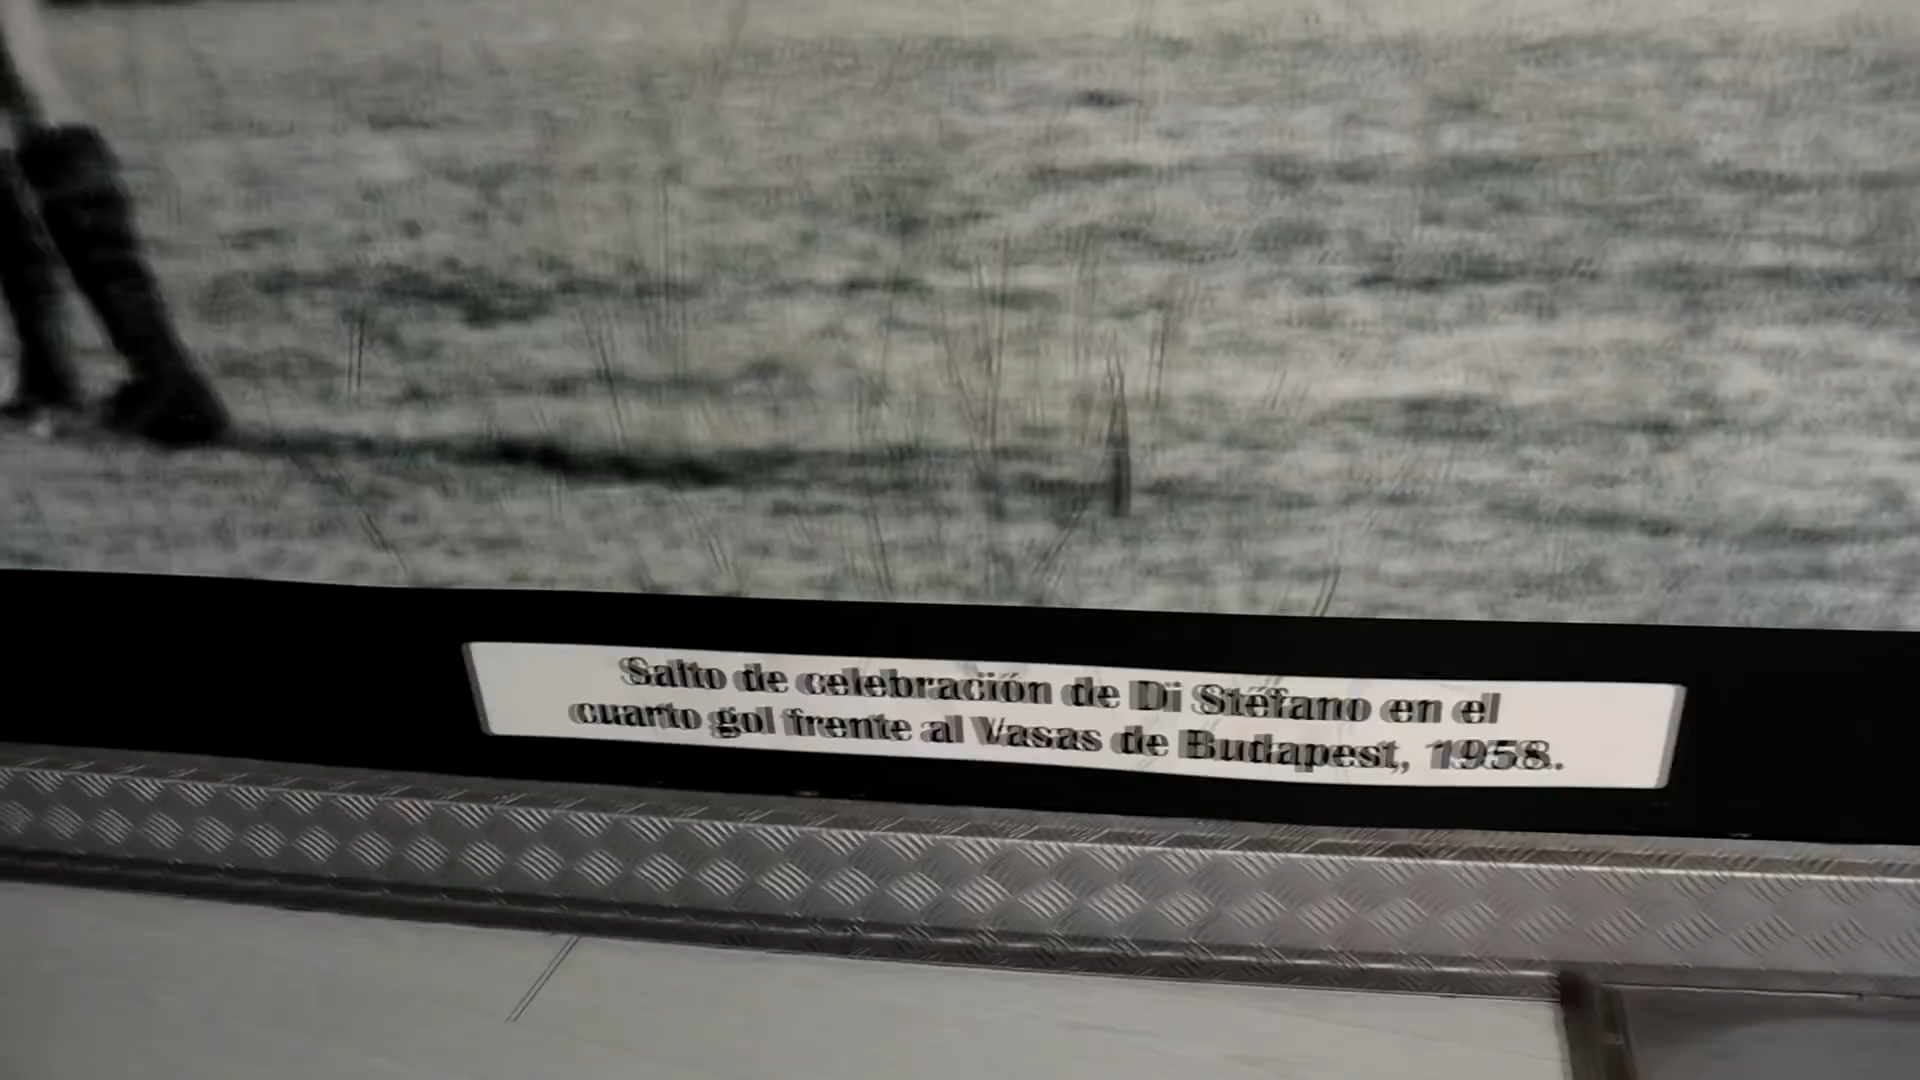 Salto de celebración de Di Stéfano en el
cuarto gol frente al Vasas de Budapest, 1958.